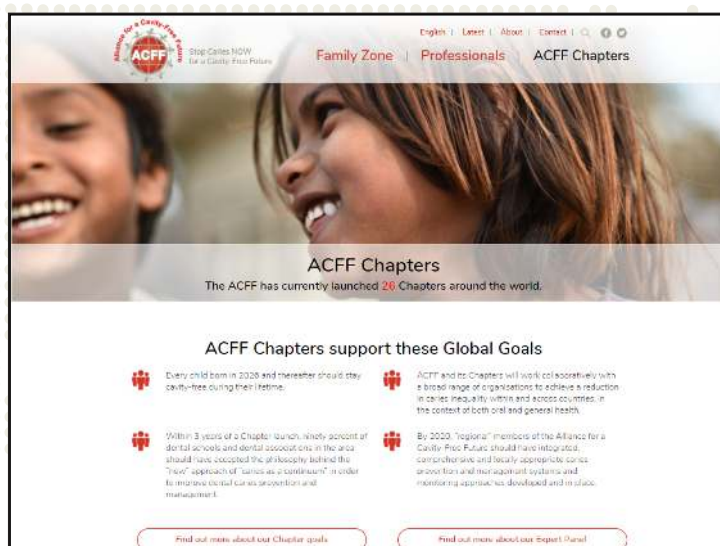 Alliance for a Cavity-Free Future
ACFF
Stop Caries NOW
for a Cavity-Free Future
English | Latest | About | Contact |
Family Zone | Professionals | ACFF Chapters
ACFF Chapters
The ACFF has currently launched 26 Chapters around the world.
ACFF Chapters support these Global Goals
Every child born in 2026 and thereafter should stay
cavity-free during their lifetime.
ACFF and its Chapters will work collaboratively with
a broad range of organisations to achieve a reduction
in caries inequality within and across countries, in
the context of both oral and general health.
Within 3 years of a Chapter launch, ninety percent of
dental schools and dental associations in the area
should have accepted the philosophy behind the
"new" approach of "caries as a continuum" in order
to improve dental caries prevention and
management.
By 2020, "regional" members of the Alliance for a
Cavity-Free Future should have integrated,
comprehensive and locally appropriate caries
prevention and management systems and
monitoring approaches developed and in place.
Find out more about our Chapter goals
Find out more about our Expert Panel